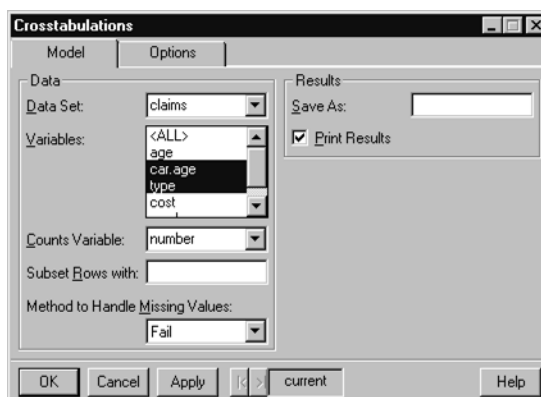 Crosstabulations
Model Options
Data
Data Set: claims
Variables: <ALL>
age
car.age
type
cost
Counts Variable: number
Subset Rows with:
Method to Handle Missing Values:
Fail
Results
Save As:
Print Results
OK Cancel Apply current Help